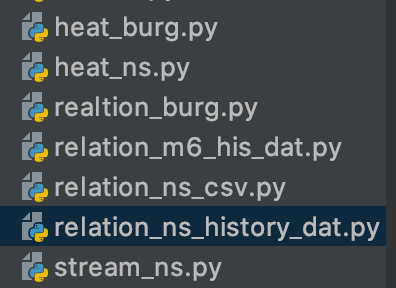 heat_burg.py
heat_ns.py
realtion_burg.py
relation_m6_his_dat.py
relation_ns_csv.py
relation_ns_history_dat.py
stream_ns.py